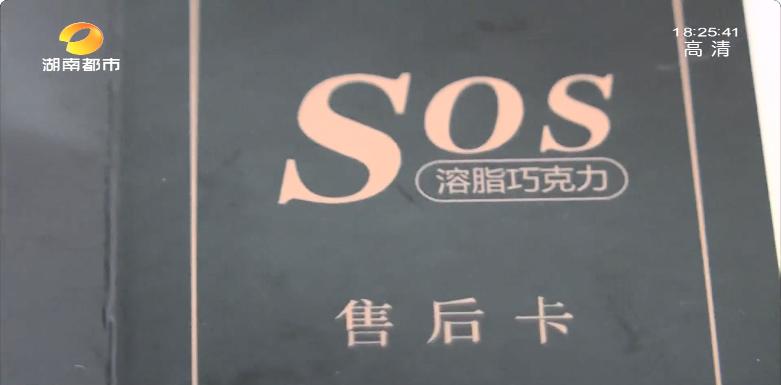 湖南都市
18:25:41
高清
SOS
溶脂巧克力
售后卡